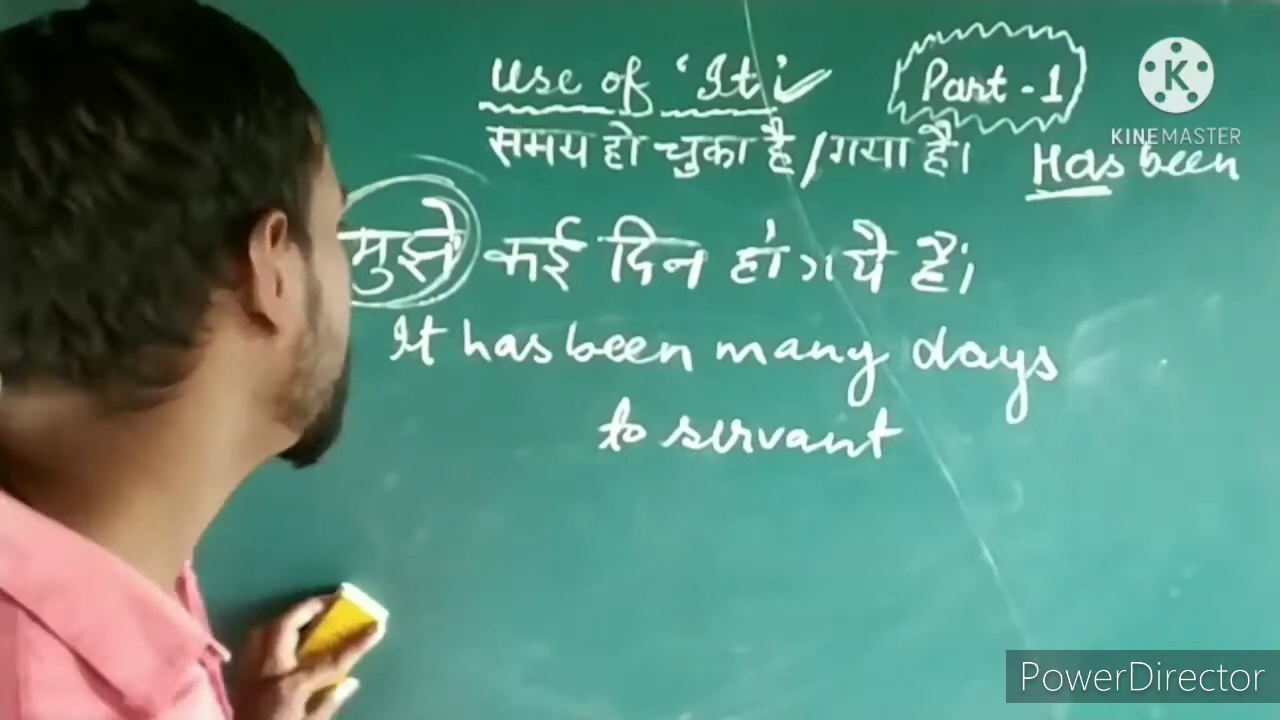 Use of 'It'
Part - 1
KINEMASTER
समय हो चुका है / गया है।
Has been
मुझे कई दिन हो गये हैं।
It has been many days
to servant
PowerDirector